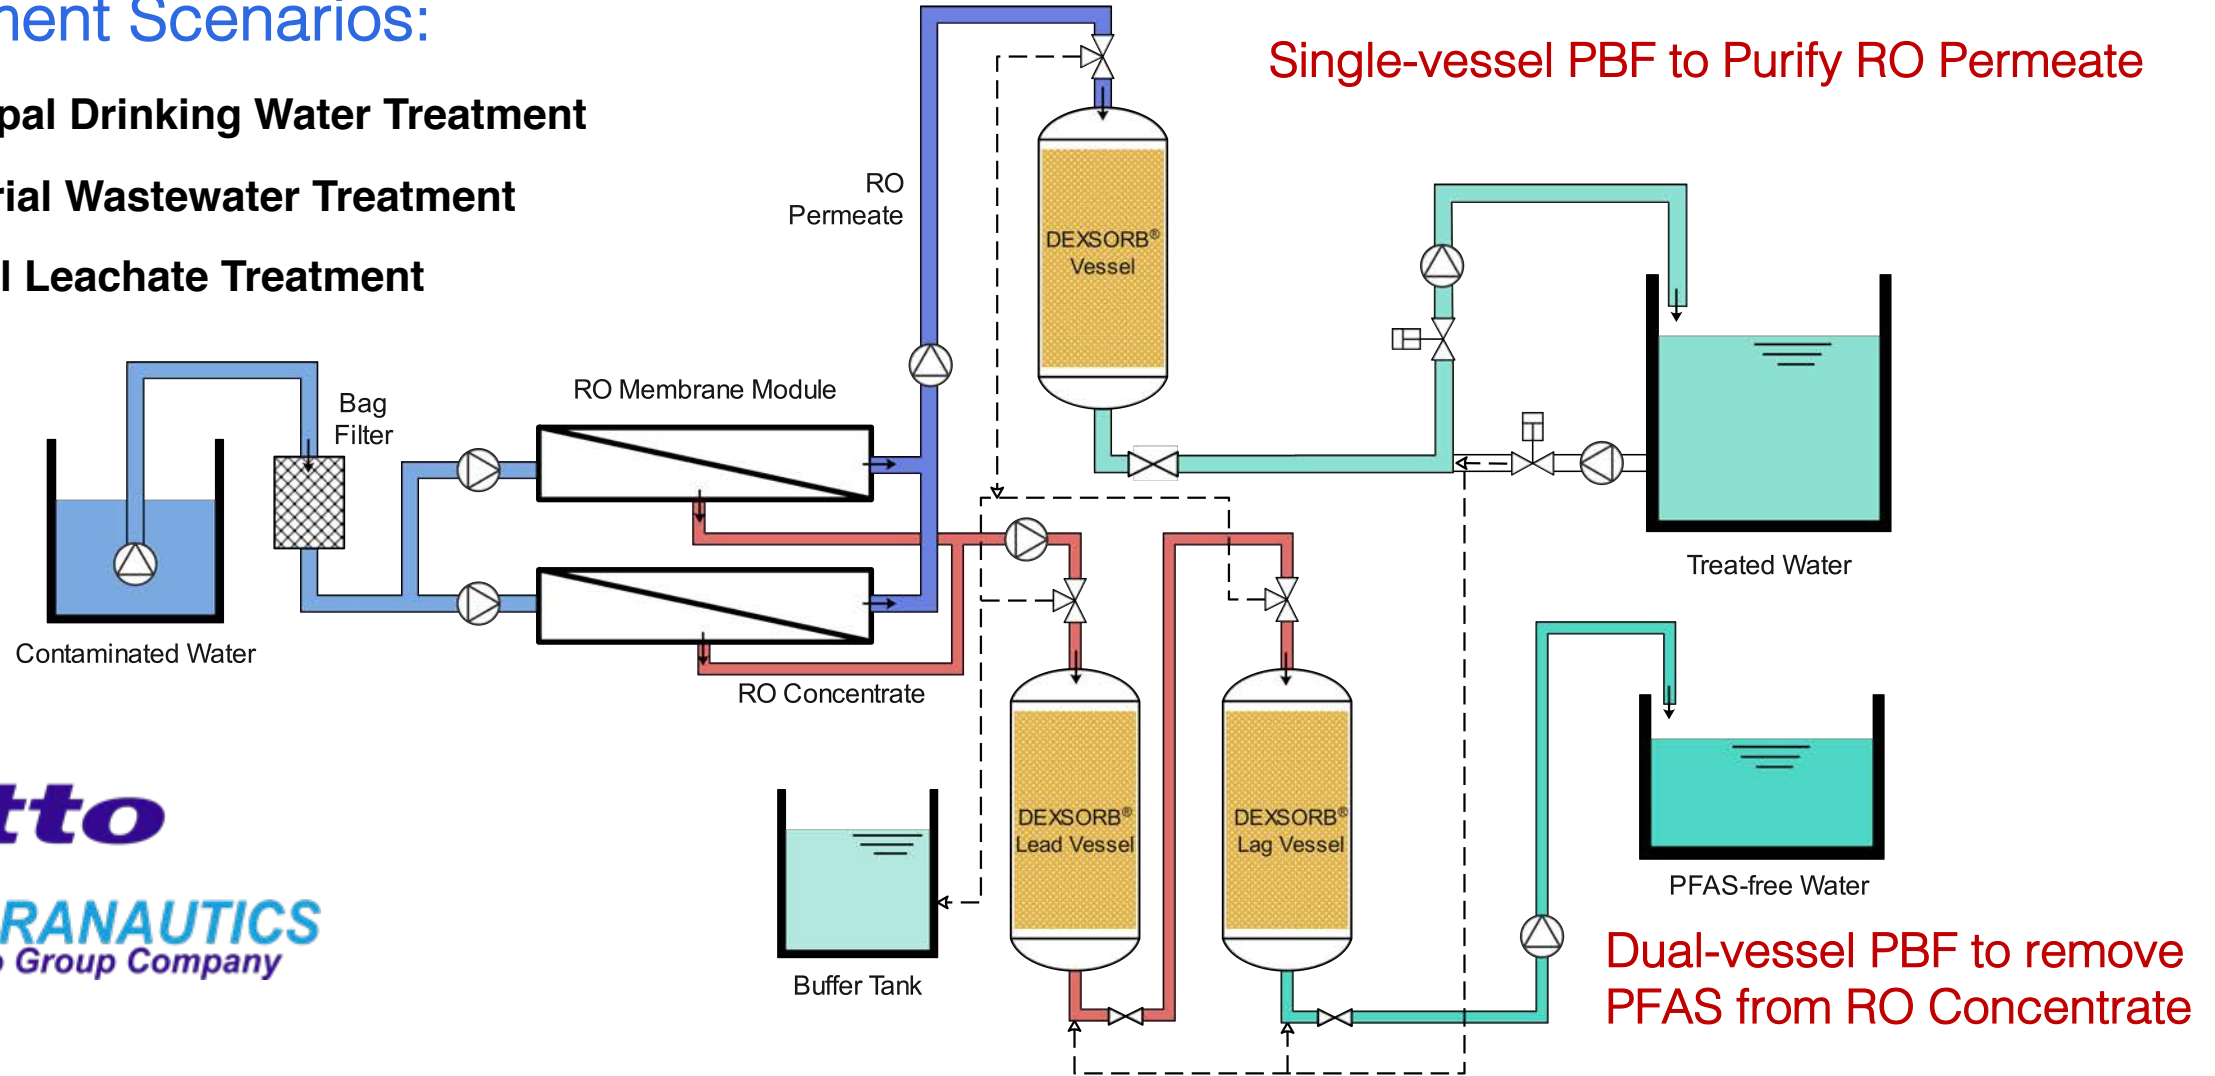 ment Scenarios:
pal Drinking Water Treatment
rial Wastewater Treatment
l Leachate Treatment
Single-vessel PBF to Purify RO Permeate
RO
Permeate
DEXSORB®
Vessel
RO Membrane Module
Bag
Filter
Contaminated Water
RO Concentrate
Treated Water
DEXSORB®
Lead Vessel
DEXSORB®
Lag Vessel
Buffer Tank
PFAS-free Water
Dual-vessel PBF to remove
PFAS from RO Concentrate
tto
RANAUTICS
Group Company